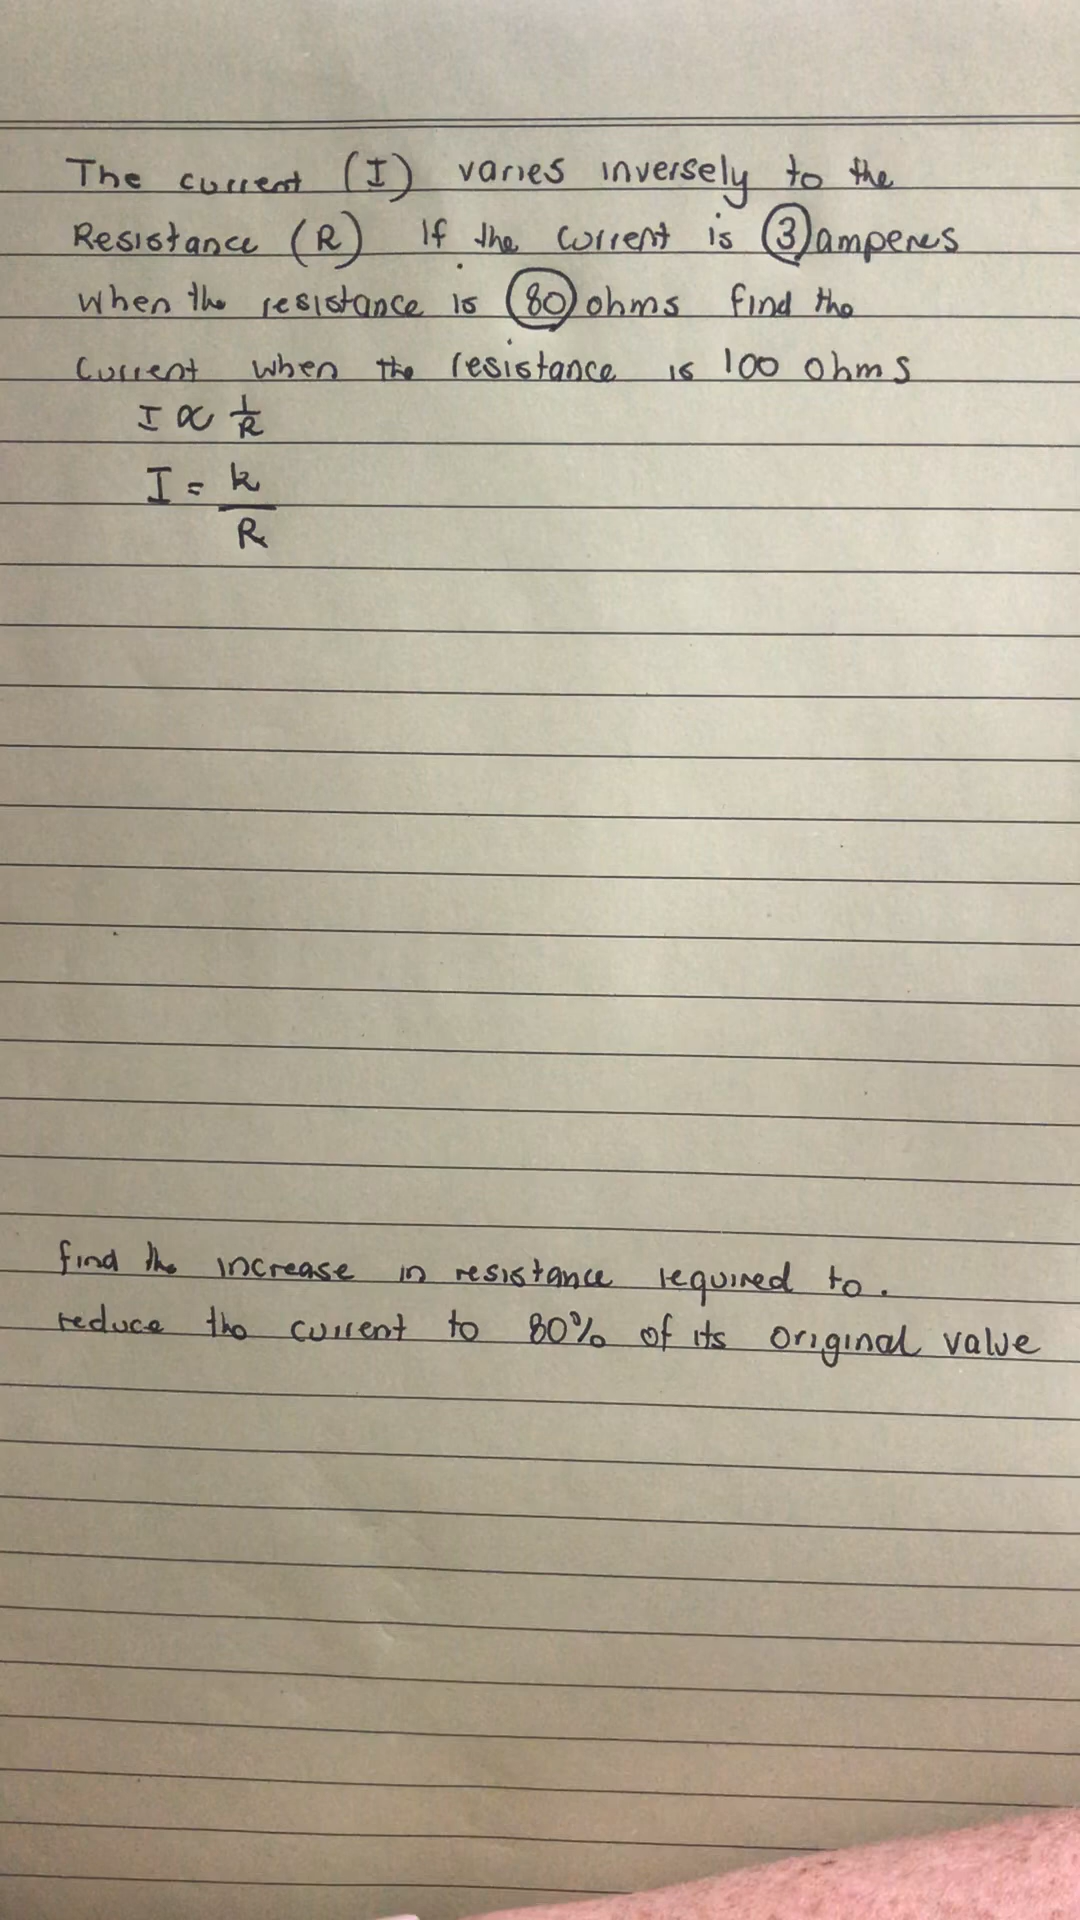 The current (I) varies inversely to the
Resistance (R) If the current is 3 amperes
when the resistance is 80 ohms find the
Current when the resistance is 100 ohms
I ∝ 1/R
I = k/R
find the increase in resistance required to.
reduce the current to 80% of its original value